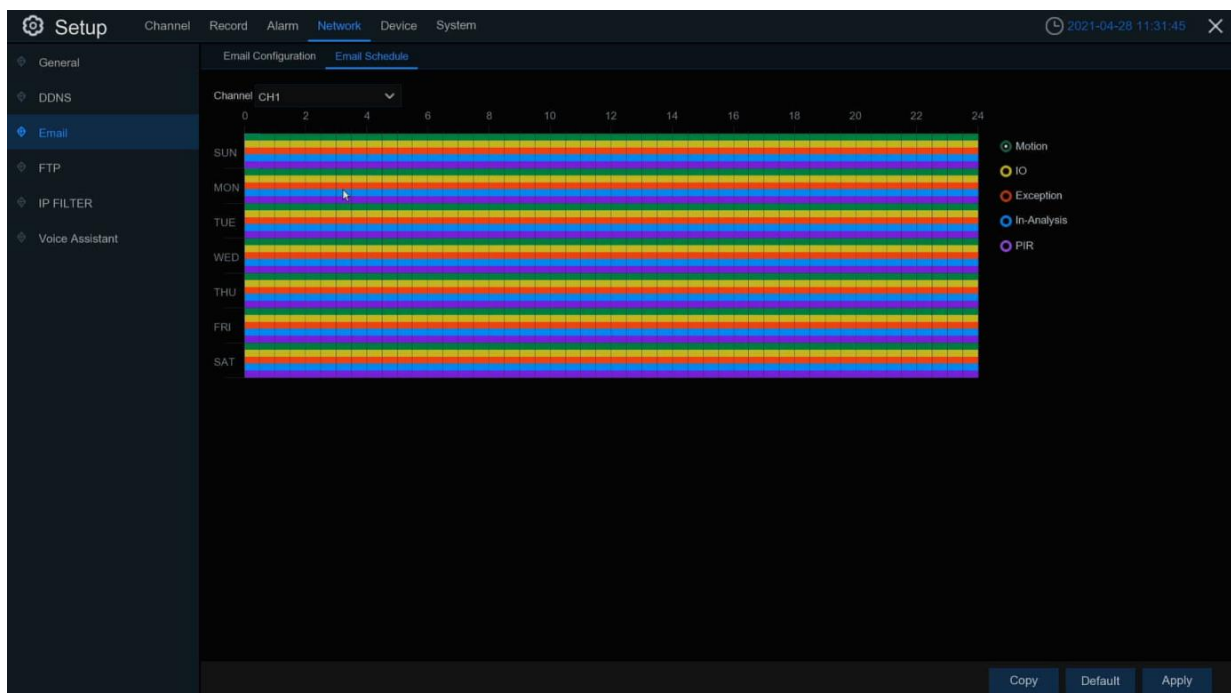 Setup Channel Record Alarm Network Device System 2021-04-28 11:31:45
General
DDNS
Email
FTP
IP FILTER
Voice Assistant
Email Configuration Email Schedule
Channel CH1
0 2 4 6 8 10 12 14 16 18 20 22 24
SUN
MON
TUE
WED
THU
FRI
SAT
Motion
IO
Exception
In-Analysis
PIR
Copy Default Apply